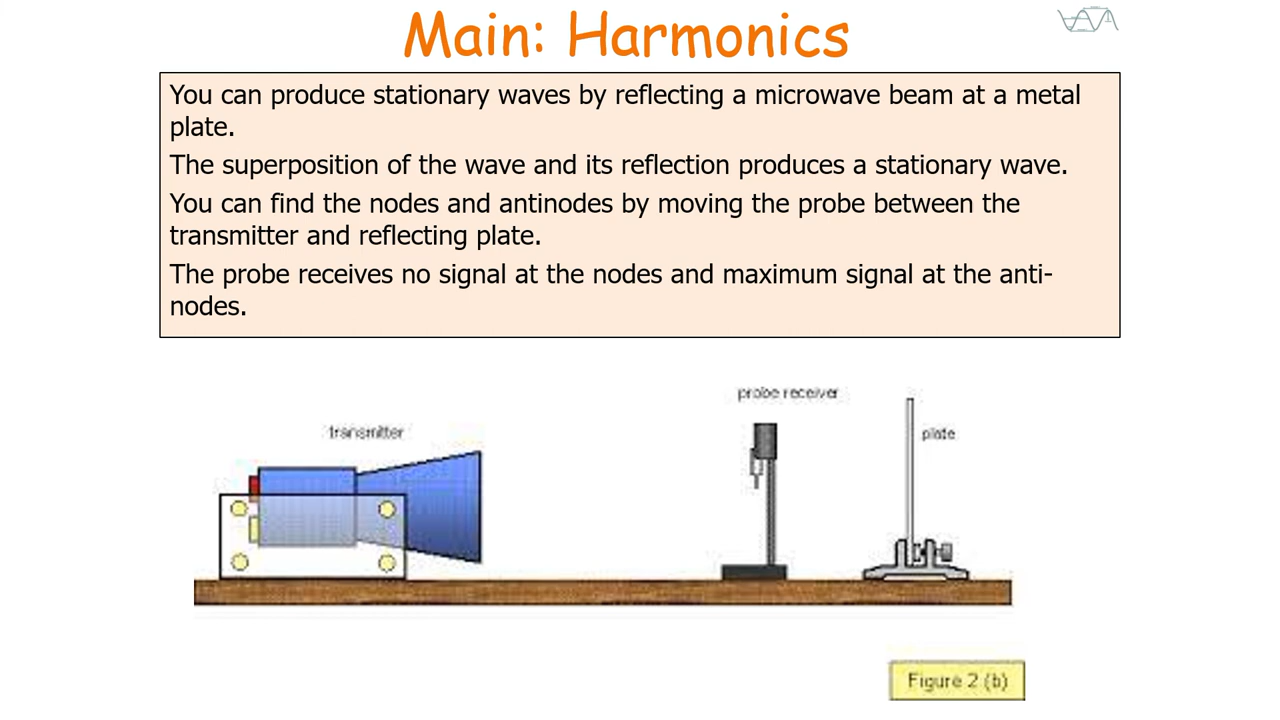 Main: Harmonics
You can produce stationary waves by reflecting a microwave beam at a metal
plate.
The superposition of the wave and its reflection produces a stationary wave.
You can find the nodes and antinodes by moving the probe between the
transmitter and reflecting plate.
The probe receives no signal at the nodes and maximum signal at the anti-
nodes.
probe receiver
transmitter
plate
Figure 2 (b)